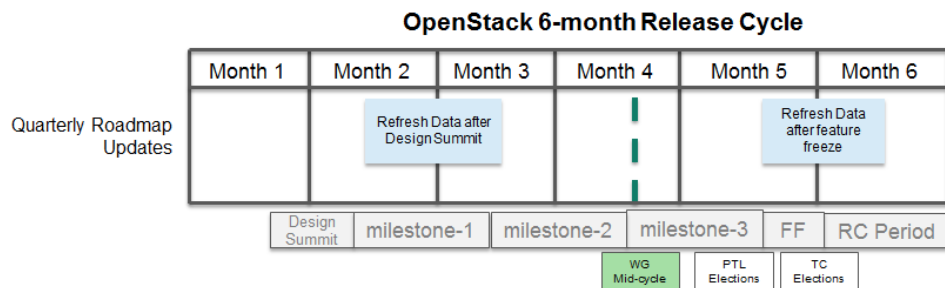 OpenStack 6-month Release Cycle
Month 1
Month 2
Month 3
Month 4
Month 5
Month 6
Quarterly Roadmap
Updates
Refresh Data after
Design Summit
Refresh Data
after feature
freeze
Design
Summit
milestone-1
milestone-2
milestone-3
FF
RC Period
WG
Mid-cycle
PTL
Elections
TC
Elections